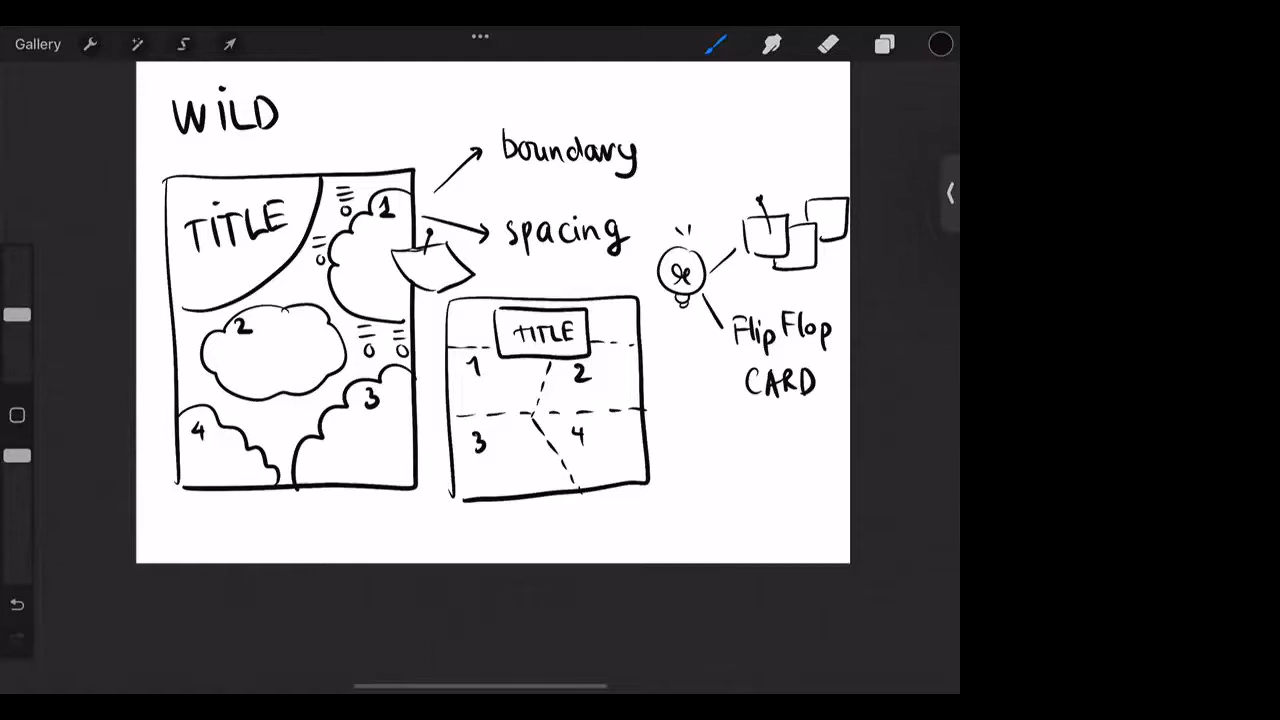 Gallery
WiLD
boundary
TiTLE
1
spacing
2
3
4
TITLE
1
2
3
4
Flip Flop
CARD